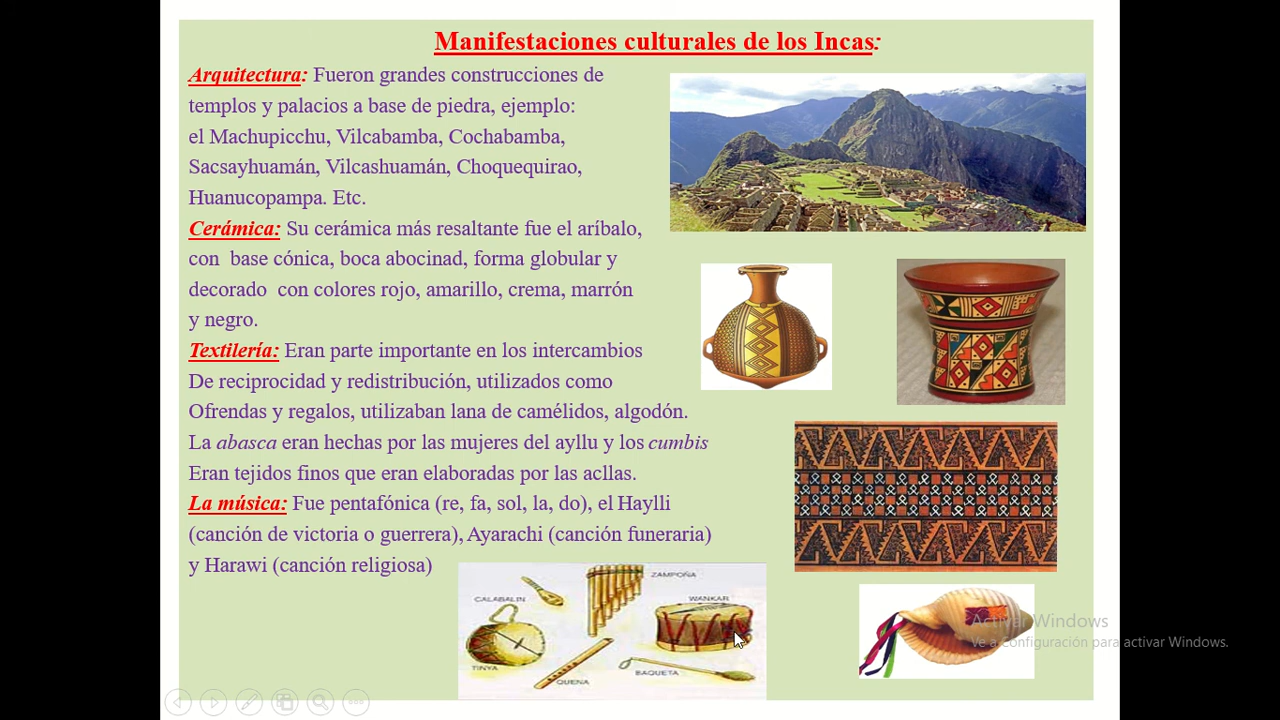 Manifestaciones culturales de los Incas:
Arquitectura: Fueron grandes construcciones de
templos y palacios a base de piedra, ejemplo:
el Machupicchu, Vilcabamba, Cochabamba,
Sacsayhuamán, Vilcashuamán, Choquequirao,
Huanucopampa. Etc.
Cerámica: Su cerámica más resaltante fue el aríbalo,
con base cónica, boca abocinad, forma globular y
decorado con colores rojo, amarillo, crema, marrón
y negro.
Textilería: Eran parte importante en los intercambios
De reciprocidad y redistribución, utilizados como
Ofrendas y regalos, utilizaban lana de camélidos, algodón.
La abasca eran hechas por las mujeres del ayllu y los cumbis
Eran tejidos finos que eran elaboradas por las acllas.
La música: Fue pentafónica (re, fa, sol, la, do), el Haylli
(canción de victoria o guerrera), Ayarachi (canción funeraria)
y Harawi (canción religiosa)
ZAMPOÑA
CALABALIN
WANKAR
TINYA
QUENA
BAQUETA
Activar Windows
Ve a Configuración para activar Windows.